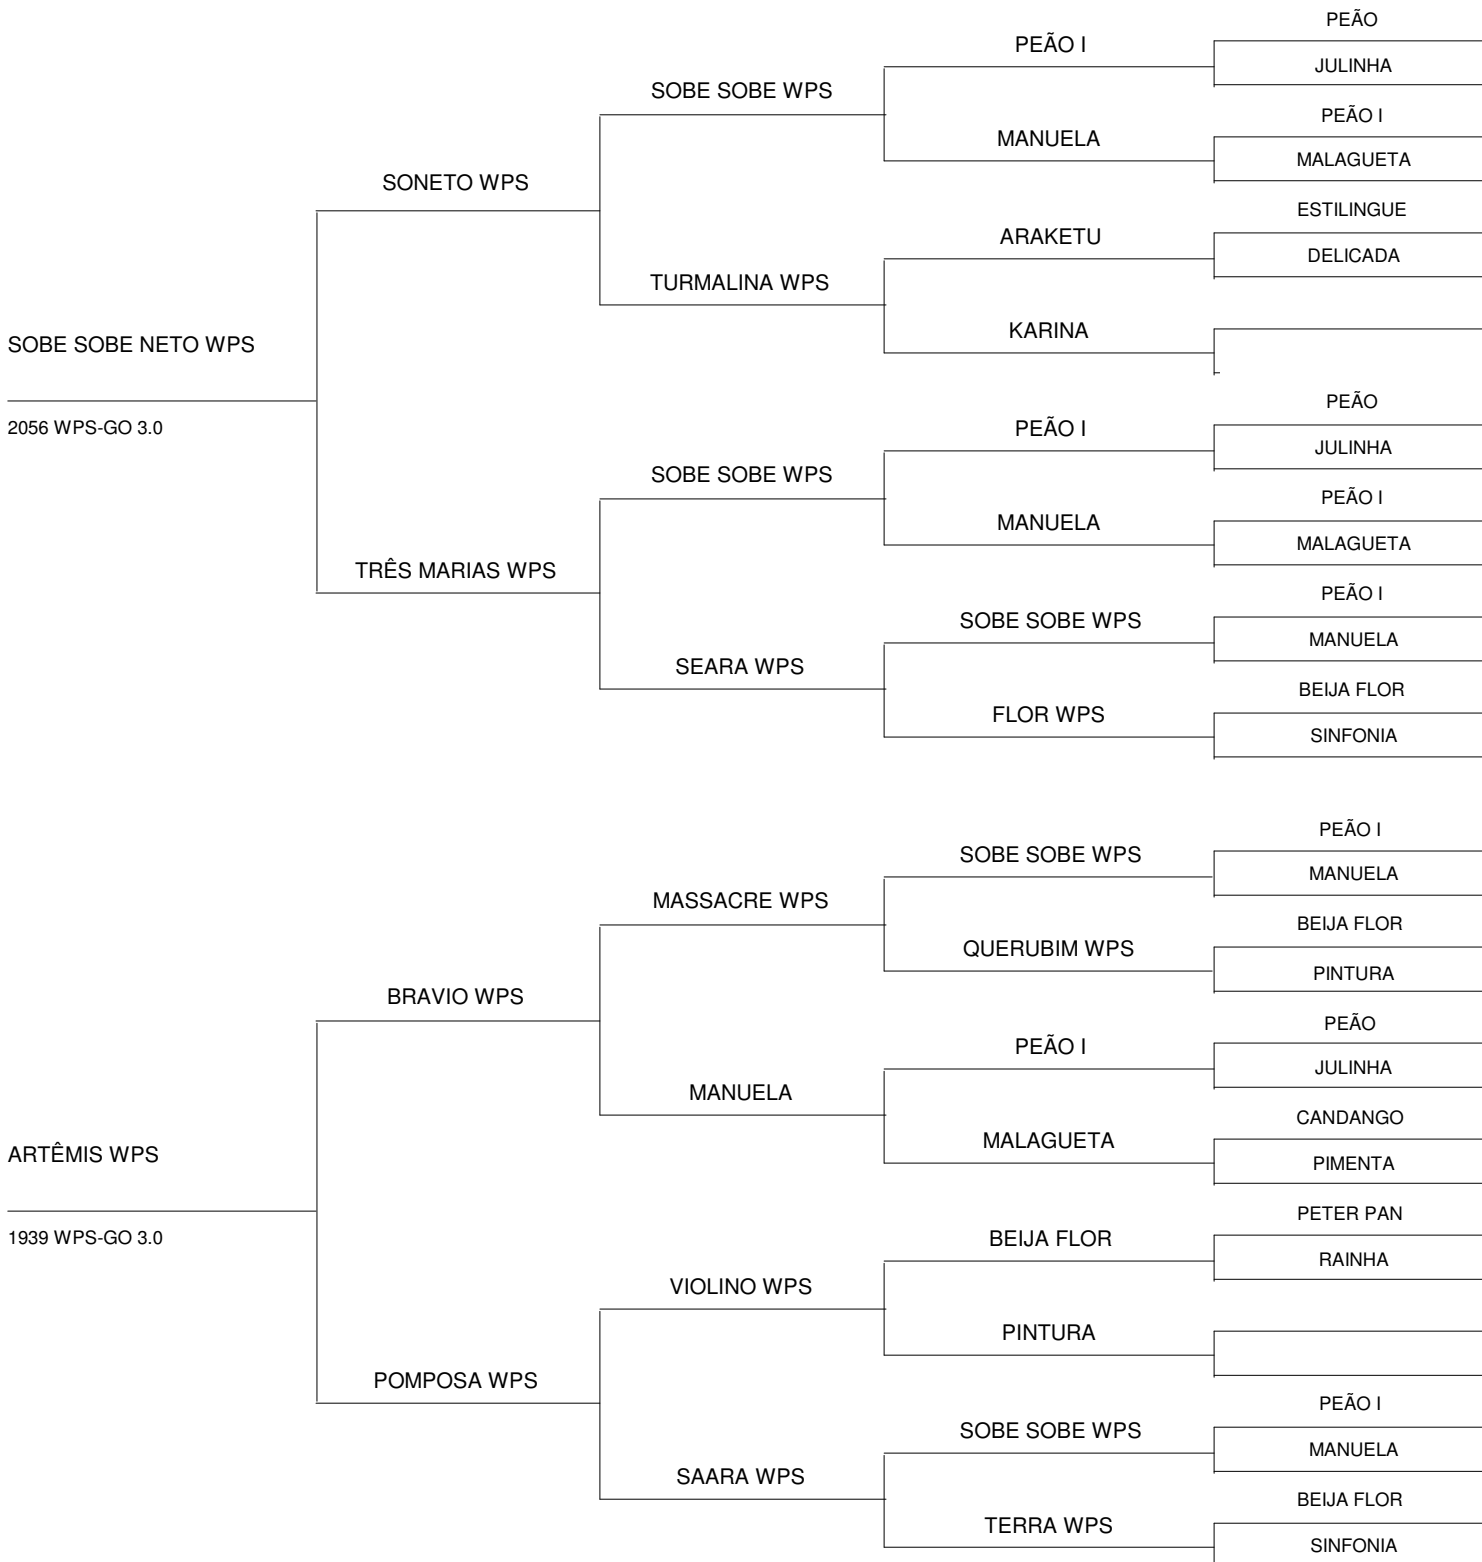 PEÃO
PEÃO I
JULINHA
SOBE SOBE WPS
PEÃO I
MANUELA
MALAGUETA
SONETO WPS
ESTILINGUE
ARAKETU
DELICADA
TURMALINA WPS
KARINA
SOBE SOBE NETO WPS
PEÃO
2056 WPS-GO 3.0
PEÃO I
JULINHA
SOBE SOBE WPS
PEÃO I
MANUELA
MALAGUETA
TRÊS MARIAS WPS
PEÃO I
SOBE SOBE WPS
MANUELA
SEARA WPS
BEIJA FLOR
FLOR WPS
SINFONIA
PEÃO I
SOBE SOBE WPS
MANUELA
MASSACRE WPS
BEIJA FLOR
QUERUBIM WPS
PINTURA
BRAVIO WPS
PEÃO
PEÃO I
JULINHA
MANUELA
CANDANGO
MALAGUETA
ARTÊMIS WPS
PIMENTA
PETER PAN
1939 WPS-GO 3.0
BEIJA FLOR
RAINHA
VIOLINO WPS
PINTURA
POMPOSA WPS
PEÃO I
SOBE SOBE WPS
MANUELA
SAARA WPS
BEIJA FLOR
TERRA WPS
SINFONIA